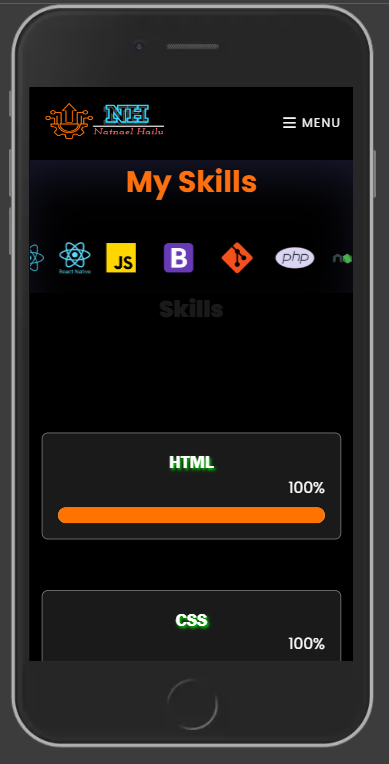 NH
Natnael Hailu
MENU
My Skills
React Native
JS
B
php
Skills
HTML
100%
CSS
100%